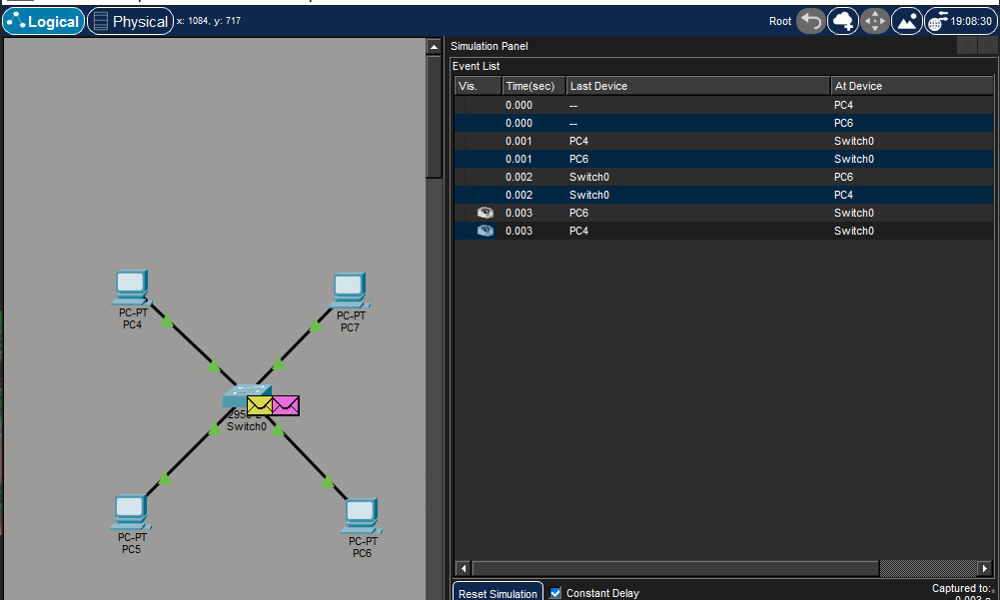 Logical Physical x: 1084, y: 717 Root 19:08:30
Simulation Panel
Event List
Vis. Time(sec) Last Device At Device
0.000 -- PC4
0.000 -- PC6
0.001 PC4 Switch0
0.001 PC6 Switch0
0.002 Switch0 PC6
0.002 Switch0 PC4
0.003 PC6 Switch0
0.003 PC4 Switch0
PC-PT
PC4
PC-PT
PC7
Switch0
PC-PT
PC5
PC-PT
PC6
Reset Simulation Constant Delay Captured to: